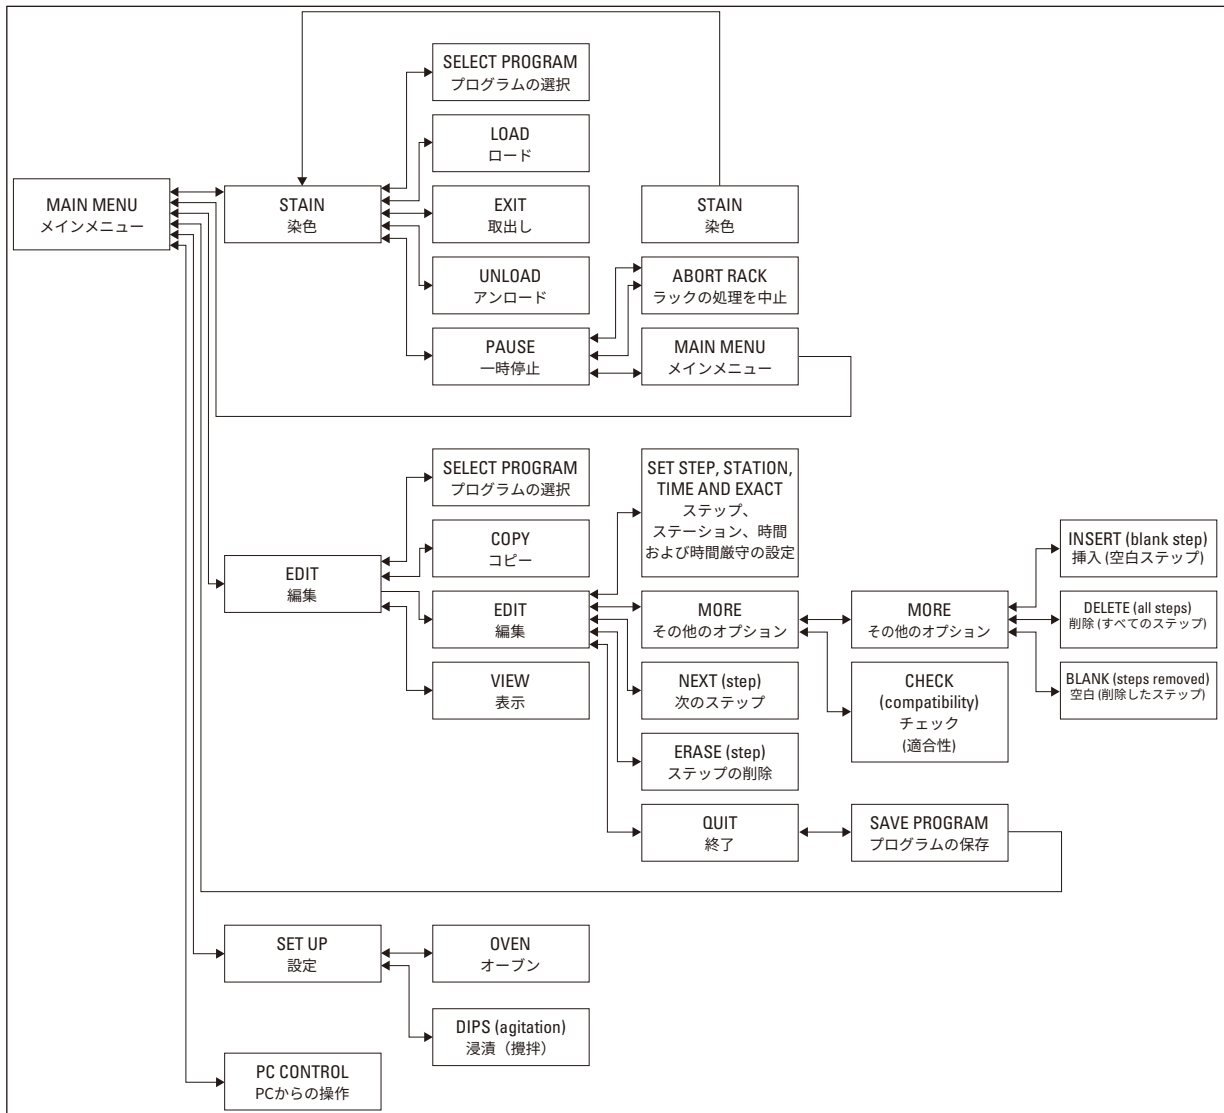 MAIN MENU
メインメニュー
STAIN
染色
SELECT PROGRAM
プログラムの選択
LOAD
ロード
EXIT
取出し
UNLOAD
アンロード
PAUSE
一時停止
STAIN
染色
ABORT RACK
ラックの処理を中止
MAIN MENU
メインメニュー
EDIT
編集
SELECT PROGRAM
プログラムの選択
COPY
コピー
EDIT
編集
VIEW
表示
SET STEP, STATION,
TIME AND EXACT
ステップ、
ステーション、時間
および時間厳守の設定
MORE
その他のオプション
NEXT (step)
次のステップ
ERASE (step)
ステップの削除
QUIT
終了
MORE
その他のオプション
CHECK
(compatibility)
チェック
(適合性)
SAVE PROGRAM
プログラムの保存
INSERT (blank step)
挿入 (空白ステップ)
DELETE (all steps)
削除 (すべてのステップ)
BLANK (steps removed)
空白 (削除したステップ)
SET UP
設定
OVEN
オーブン
DIPS (agitation)
浸漬（攪拌）
PC CONTROL
PCからの操作